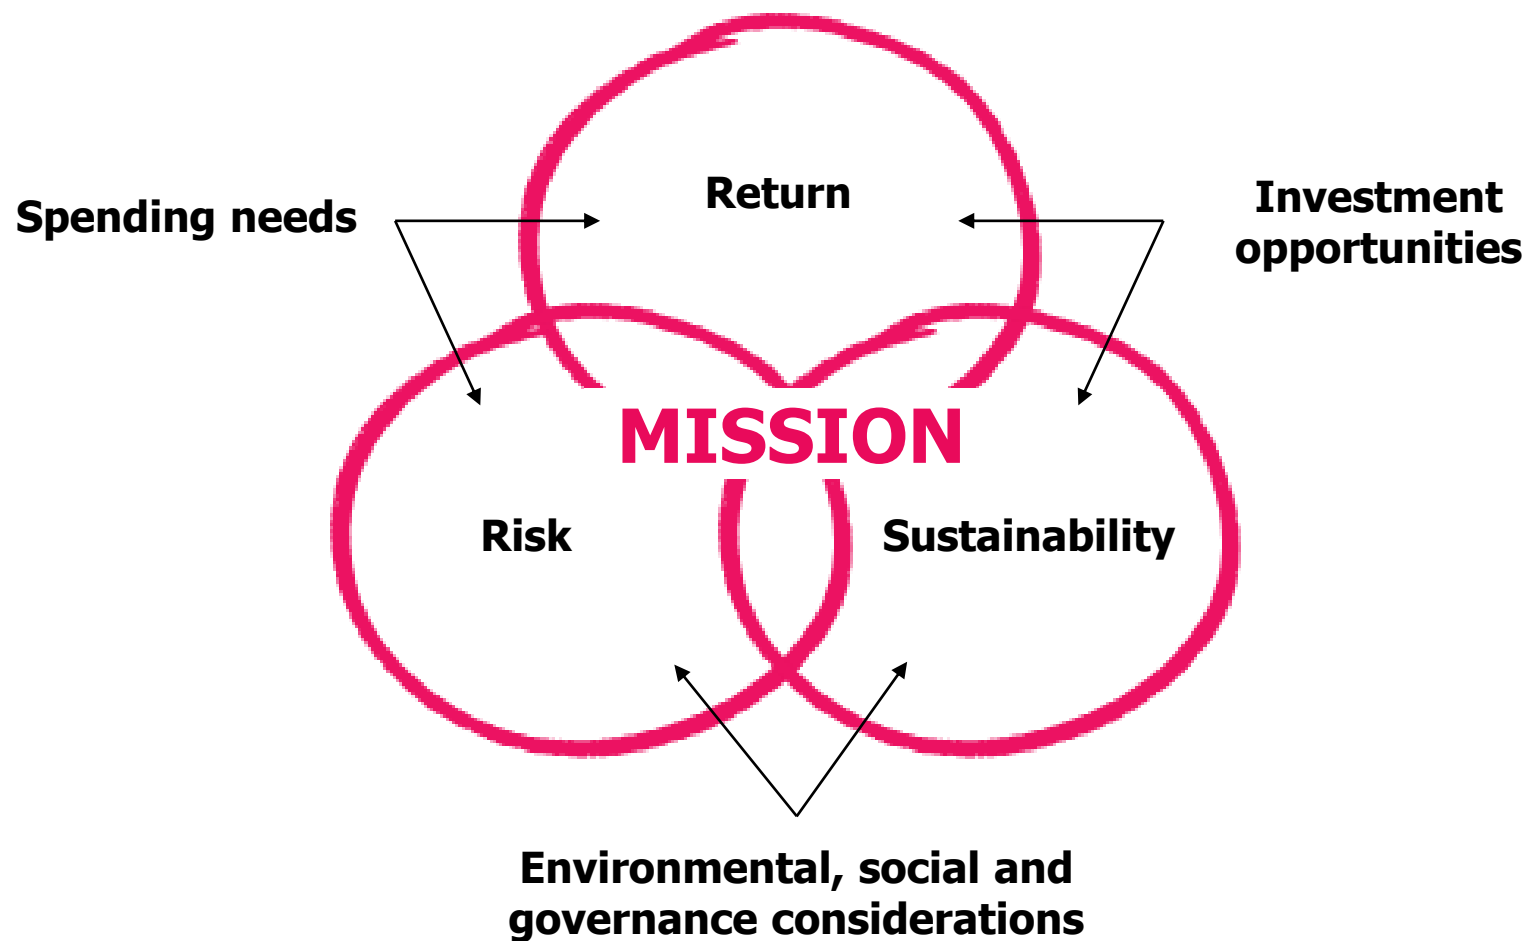 Return
Spending needs
Investment
opportunities
MISSION
Risk
Sustainability
Environmental, social and
governance considerations